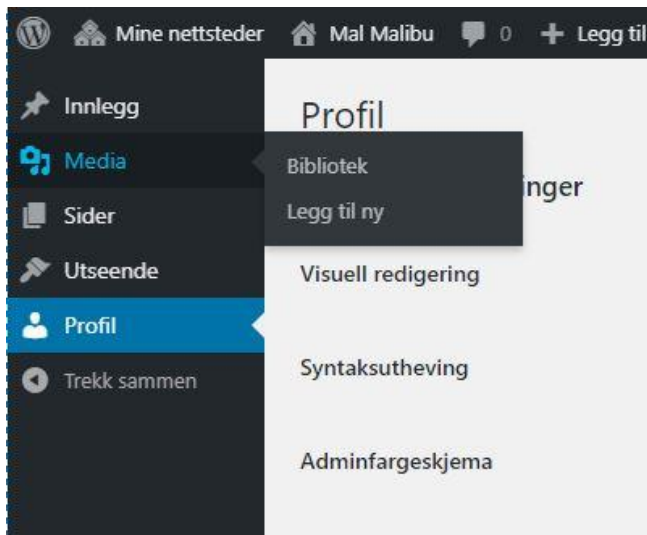 Mine nettsteder Mal Malibu 0 + Legg til
Innlegg
Media
Sider
Utseende
Profil
Trekk sammen
Bibliotek
Legg til ny
Profil
inger
Visuell redigering
Syntaksutheving
Adminfargeskjema